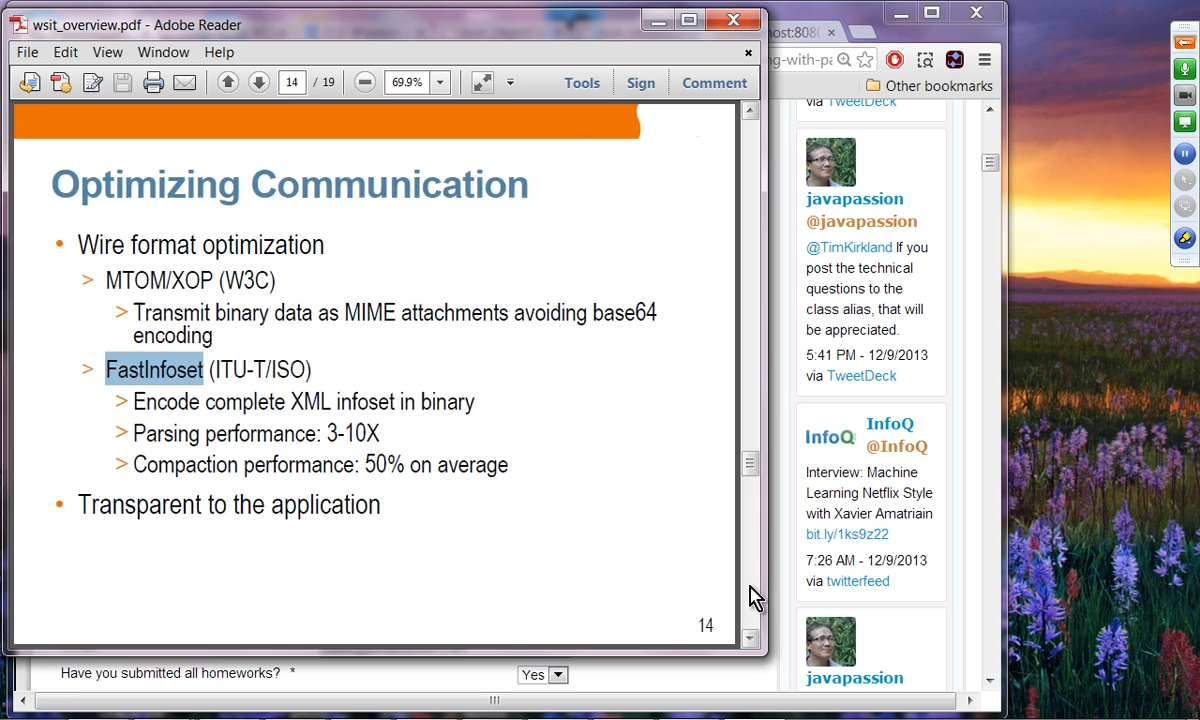 wsit_overview.pdf - Adobe Reader
File Edit View Window Help
14 / 19 69.9% Tools Sign Comment
Optimizing Communication
• Wire format optimization
> MTOM/XOP (W3C)
> Transmit binary data as MIME attachments avoiding base64
encoding
> FastInfoset (ITU-T/ISO)
> Encode complete XML infoset in binary
> Parsing performance: 3-10X
> Compaction performance: 50% on average
• Transparent to the application
14
Have you submitted all homeworks? *
Yes
ost:808
ng-with-pa
Other bookmarks
via TweetDeck
javapassion
@javapassion
@TimKirkland If you
post the technical
questions to the
class alias, that will
be appreciated.
5:41 PM - 12/9/2013
via TweetDeck
InfoQ
InfoQ
@InfoQ
Interview: Machine
Learning Netflix Style
with Xavier Amatriain
bit.ly/1ks9z22
7:26 AM - 12/9/2013
via twitterfeed
javapassion